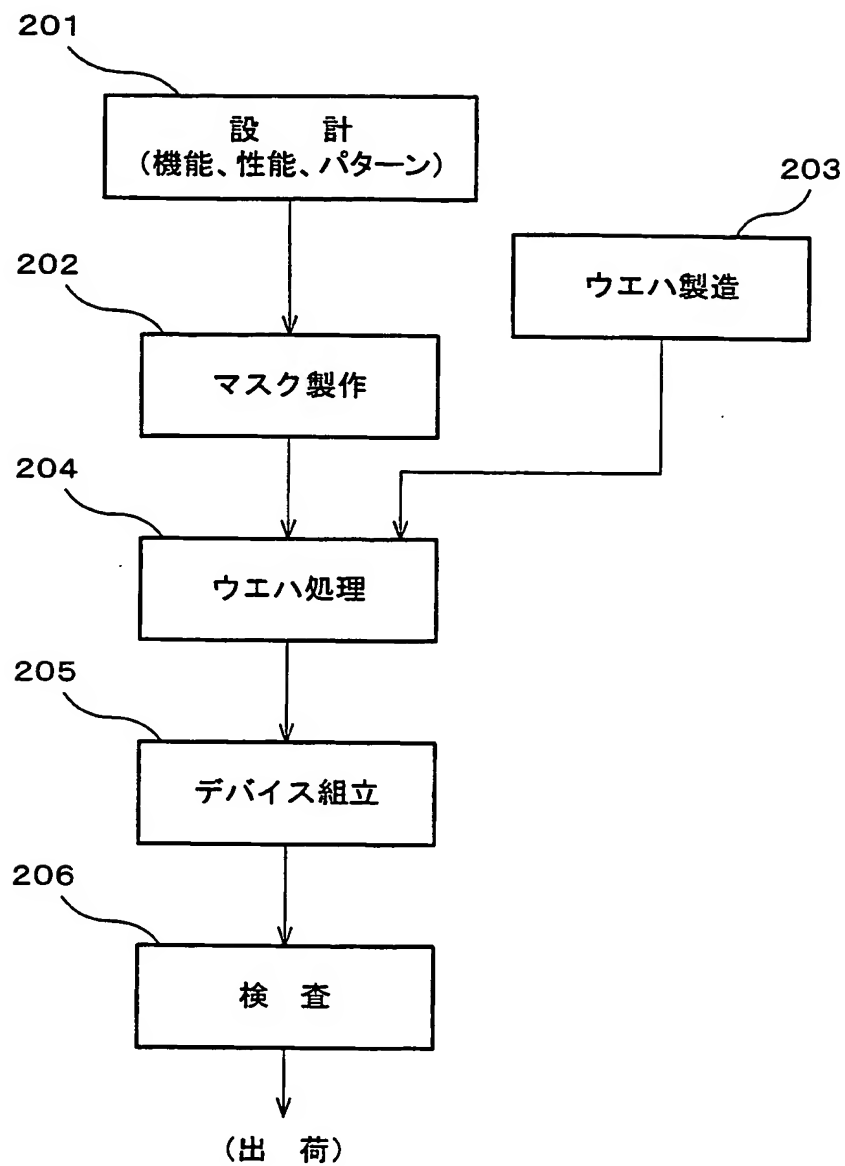 201
設 計
(機能、性能、パターン)
203
ウエハ製造
202
マスク製作
204
ウエハ処理
205
デバイス組立
206
検 査
(出 荷)